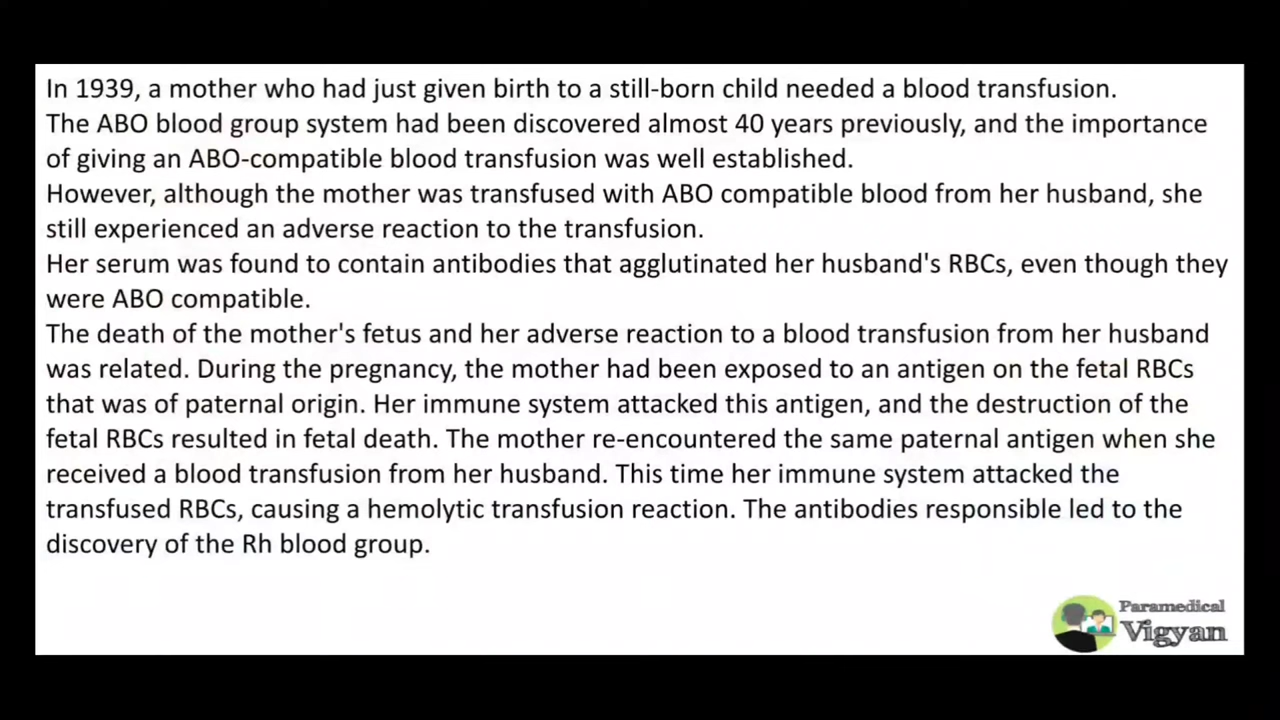 In 1939, a mother who had just given birth to a still-born child needed a blood transfusion.
The ABO blood group system had been discovered almost 40 years previously, and the importance
of giving an ABO-compatible blood transfusion was well established.
However, although the mother was transfused with ABO compatible blood from her husband, she
still experienced an adverse reaction to the transfusion.
Her serum was found to contain antibodies that agglutinated her husband's RBCs, even though they
were ABO compatible.
The death of the mother's fetus and her adverse reaction to a blood transfusion from her husband
was related. During the pregnancy, the mother had been exposed to an antigen on the fetal RBCs
that was of paternal origin. Her immune system attacked this antigen, and the destruction of the
fetal RBCs resulted in fetal death. The mother re-encountered the same paternal antigen when she
received a blood transfusion from her husband. This time her immune system attacked the
transfused RBCs, causing a hemolytic transfusion reaction. The antibodies responsible led to the
discovery of the Rh blood group.
Paramedical
Vigyan